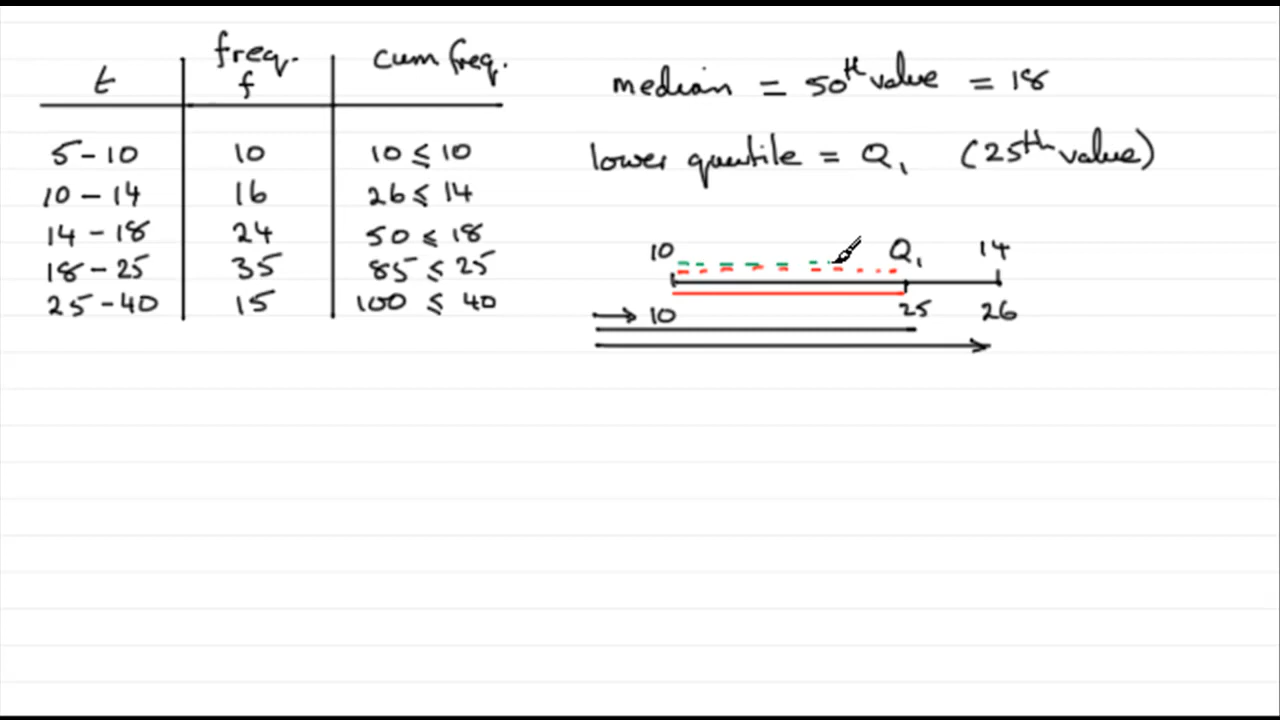 t freq. f cum freq.
5-10 10 10 ≤ 10
10-14 16 26 ≤ 14
14-18 24 50 ≤ 18
18-25 35 85 ≤ 25
25-40 15 100 ≤ 40
median = 50th value = 18
lower quartile = Q1 (25th value)
10 Q1 14
10 25 26